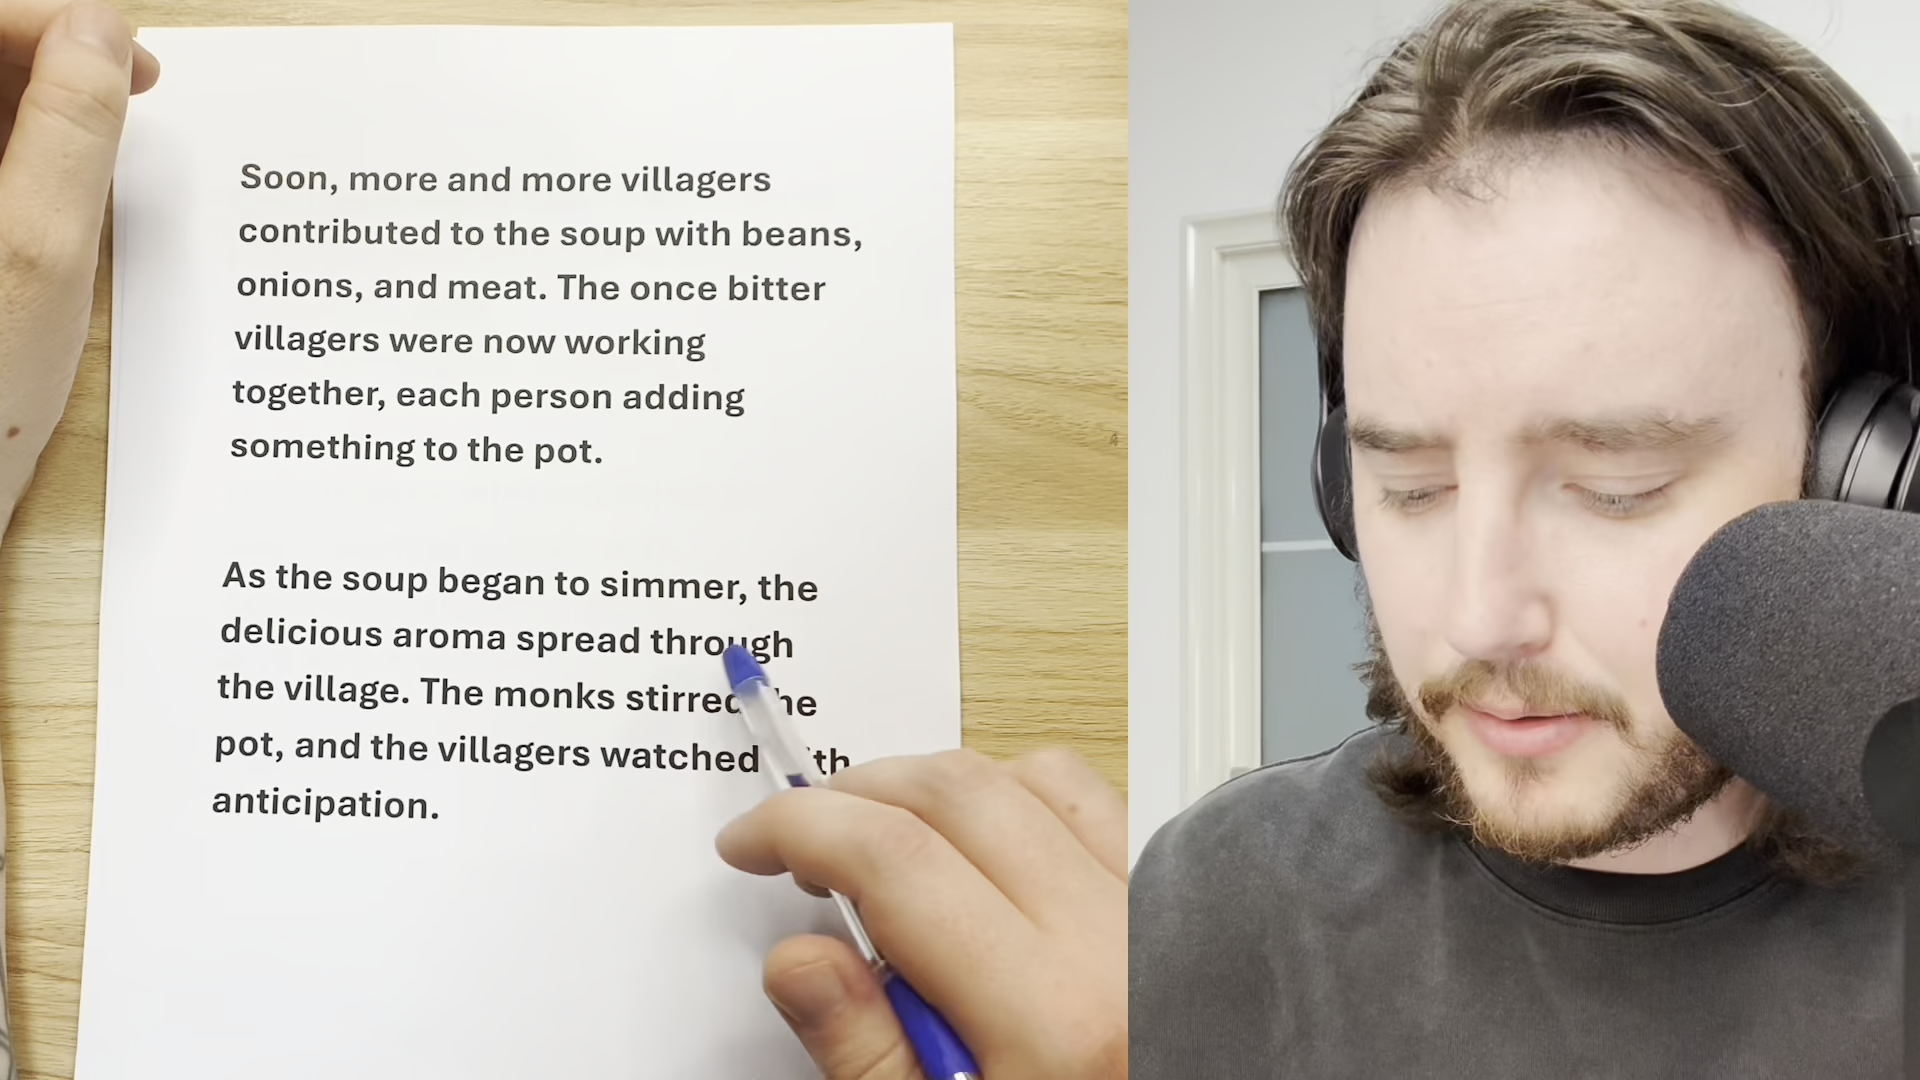 Soon, more and more villagers
contributed to the soup with beans,
onions, and meat. The once bitter
villagers were now working
together, each person adding
something to the pot.
As the soup began to simmer, the
delicious aroma spread through
the village. The monks stirred the
pot, and the villagers watched with
anticipation.